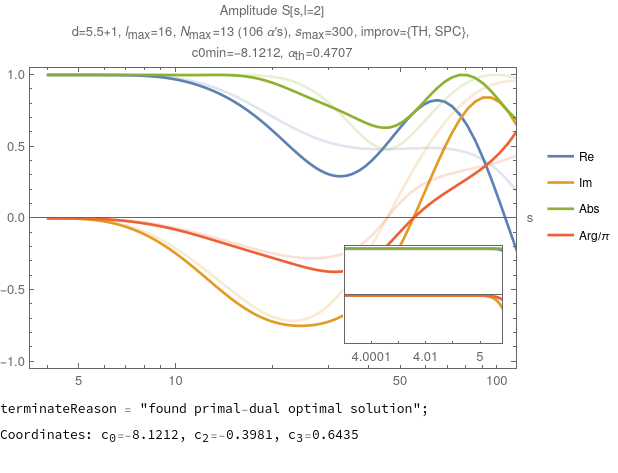 Amplitude S[s,l=2]
d=5.5+1, lmax=16, Nmax=13 (106 α's), smax=300, improv={TH, SPC},
c0min=−8.1212, αth=0.4707
1.0
0.5
0.0
−0.5
−1.0
s
Re
Im
Abs
Arg/π
4.0001 4.01 5
5 10 50 100
terminateReason = "found primal-dual optimal solution";
Coordinates: c0=-8.1212, c2=-0.3981, c3=0.6435